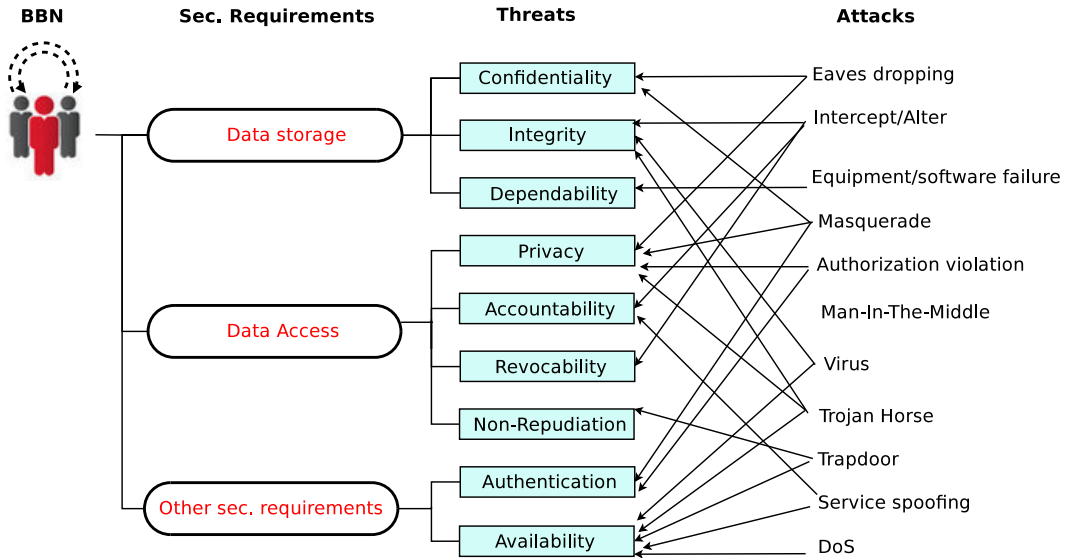 BBN
Sec. Requirements
Threats
Attacks
Data storage
Data Access
Other sec. requirements
Confidentiality
Integrity
Dependability
Privacy
Accountability
Revocability
Non-Repudiation
Authentication
Availability
Eaves dropping
Intercept/Alter
Equipment/software failure
Masquerade
Authorization violation
Man-In-The-Middle
Virus
Trojan Horse
Trapdoor
Service spoofing
DoS